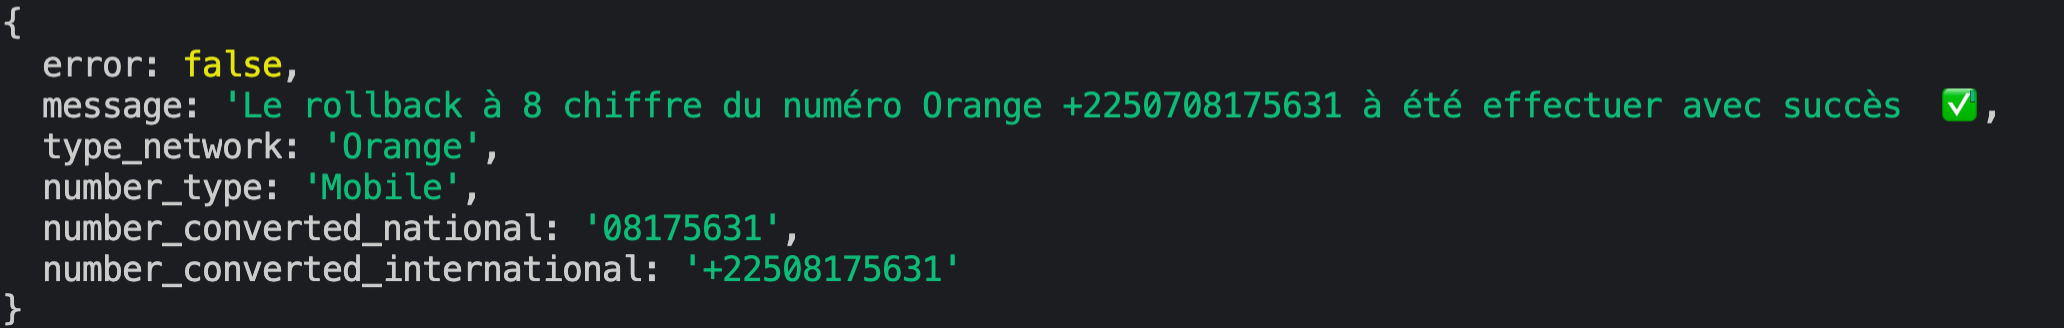 {
  error: false,
  message: 'Le rollback à 8 chiffre du numéro Orange +2250708175631 à été effectuer avec succès ✅,
  type_network: 'Orange',
  number_type: 'Mobile',
  number_converted_national: '08175631',
  number_converted_international: '+22508175631'
}